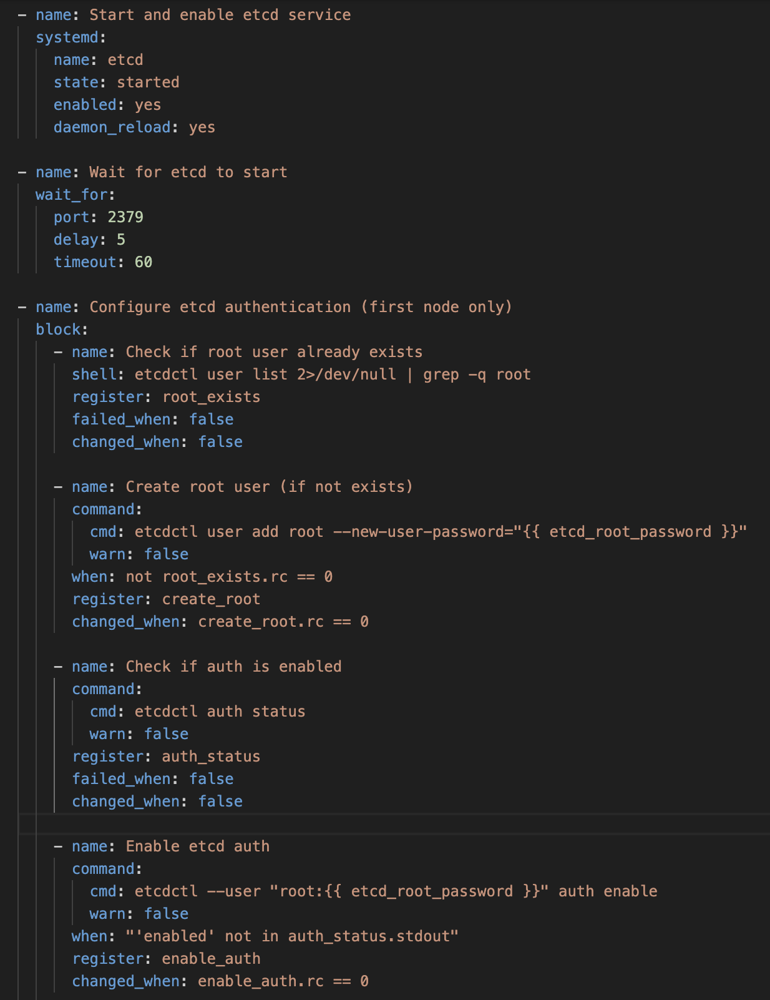 - name: Start and enable etcd service
  systemd:
    name: etcd
    state: started
    enabled: yes
    daemon_reload: yes

- name: Wait for etcd to start
  wait_for:
    port: 2379
    delay: 5
    timeout: 60

- name: Configure etcd authentication (first node only)
  block:
    - name: Check if root user already exists
      shell: etcdctl user list 2>/dev/null | grep -q root
      register: root_exists
      failed_when: false
      changed_when: false

    - name: Create root user (if not exists)
      command:
        cmd: etcdctl user add root --new-user-password="{{ etcd_root_password }}"
        warn: false
      when: not root_exists.rc == 0
      register: create_root
      changed_when: create_root.rc == 0

    - name: Check if auth is enabled
      command:
        cmd: etcdctl auth status
        warn: false
      register: auth_status
      failed_when: false
      changed_when: false

    - name: Enable etcd auth
      command:
        cmd: etcdctl --user "root:{{ etcd_root_password }}" auth enable
        warn: false
      when: "'enabled' not in auth_status.stdout"
      register: enable_auth
      changed_when: enable_auth.rc == 0